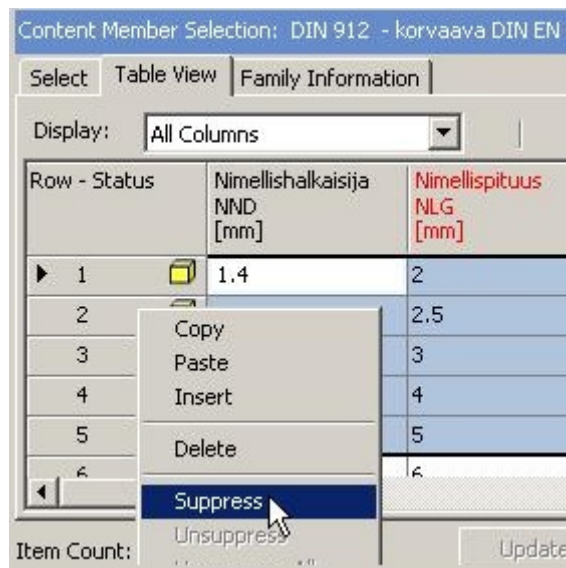 Content Member Selection: DIN 912 - korvaava DIN EN
Select Table View Family Information
Display: All Columns
Row - Status Nimellishalkaisija Nimellispituus
NND NLG
[mm] [mm]
1 1.4 2
2 2.5
3 3
4 4
5 5
6 6
Copy
Paste
Insert
Delete
Suppress
Unsuppress
Item Count: Update